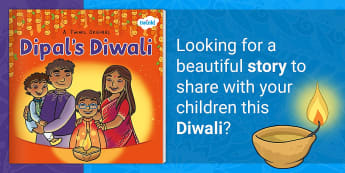 twinkl
A Twinkl Original
Dipal's Diwali
Looking for a
beautiful story to
share with your
children this
Diwali?